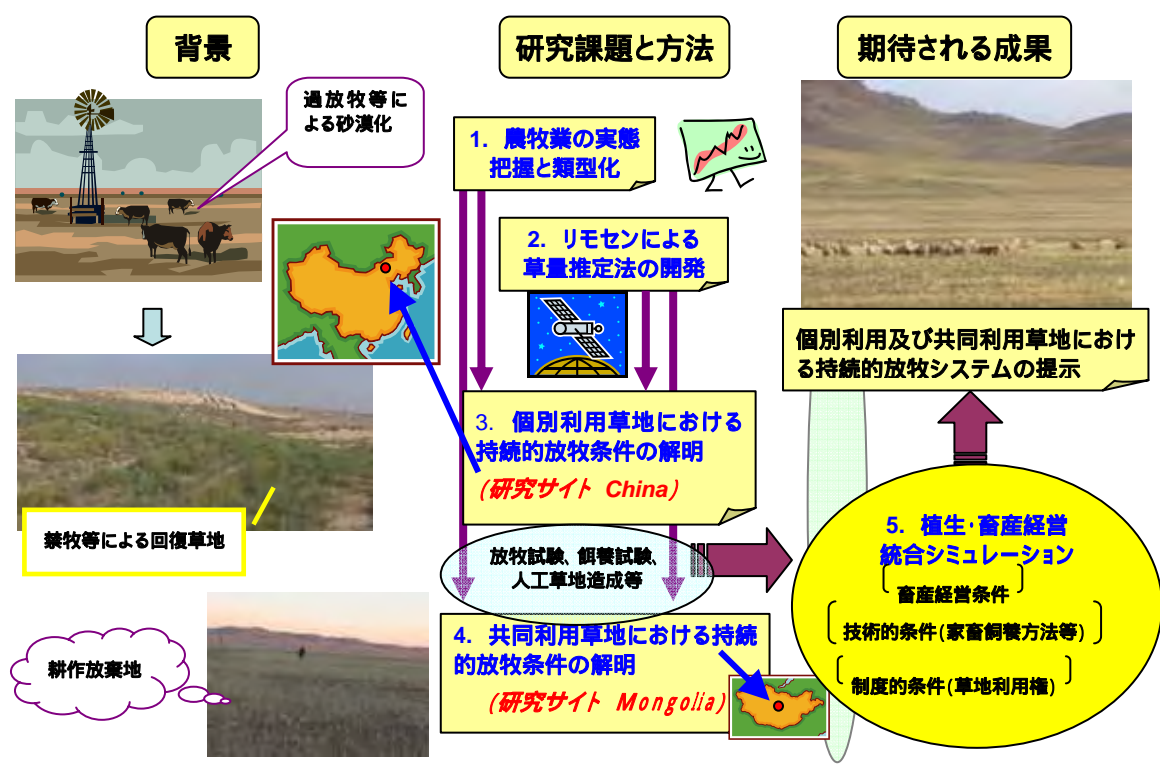 背景
研究課題と方法
期待される成果
過放牧等に
よる砂漠化
禁牧等による回復草地
耕作放棄地
1. 農牧業の実態
把握と類型化
2. リモセンによる
草量推定法の開発
3. 個別利用草地における
持続的放牧条件の解明
(研究サイト China)
放牧試験、飼養試験、
人工草地造成等
4. 共同利用草地における持続
的放牧条件の解明
(研究サイト Mongolia)
個別利用及び共同利用草地におけ
る持続的放牧システムの提示
5. 植生・畜産経営
統合シミュレーション
畜産経営条件
技術的条件(家畜飼養方法等)
制度的条件(草地利用権)